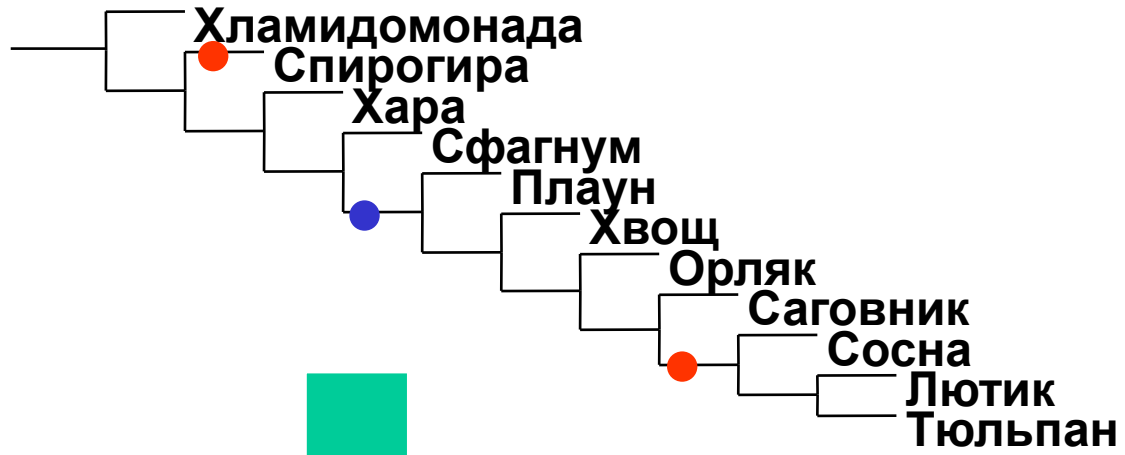 Хламидомонада
Спирогира
Хара
Сфагнум
Плаун
Хвощ
Орляк
Саговник
Сосна
Лютик
Тюльпан